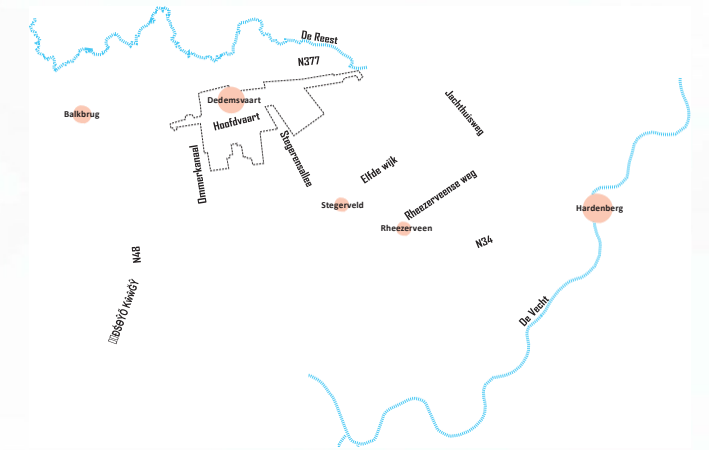 De Reest
N377
Jachthuisweg
Dedemsvaart
Balkbrug
Hoofdvaart
Stegerensallee
Ommerkanaal
Elfde wijk
Rheezerveense weg
Stegerveld
Hardenberg
Rheezerveen
N34
N48
De Vecht